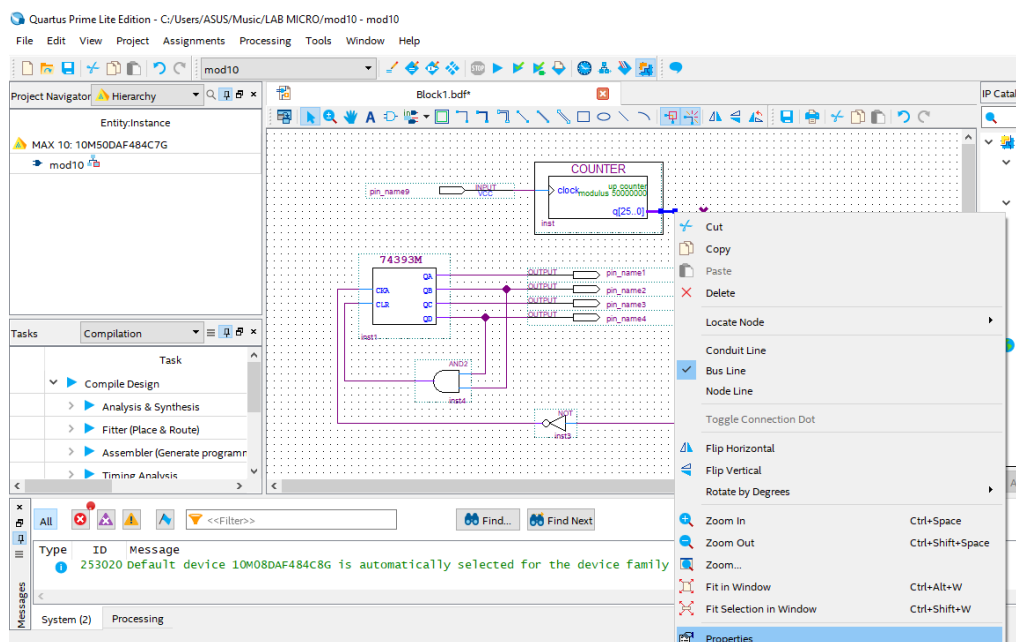 Quartus Prime Lite Edition - C:/Users/ASUS/Music/LAB MICRO/mod10 - mod10
File Edit View Project Assignments Processing Tools Window Help
mod10
Project Navigator Hierarchy
Entity:Instance
MAX 10: 10M50DAF484C7G
mod10
Tasks Compilation
Task
Compile Design
Analysis & Synthesis
Fitter (Place & Route)
Assembler (Generate programm
Timing Analysis
Block1.bdf*
IP Catal
COUNTER
up counter
clock modulus 50000000
q[25..0]
inst
pin_name9 INPUT
VCC
74393M
QA
CKA QB
CLR QC
QD
inst1
OUTPUT pin_name1
OUTPUT pin_name2
OUTPUT pin_name3
OUTPUT pin_name4
AND2
inst4
NOT
inst3
Cut
Copy
Paste
Delete
Locate Node
Conduit Line
Bus Line
Node Line
Toggle Connection Dot
Flip Horizontal
Flip Vertical
Rotate by Degrees
Zoom In Ctrl+Space
Zoom Out Ctrl+Shift+Space
Zoom...
Fit in Window Ctrl+Alt+W
Fit Selection in Window Ctrl+Shift+W
Properties
All <<Filter>> Find... Find Next
Type ID Message
253020 Default device 10M08DAF484C8G is automatically selected for the device family
Messages
System (2) Processing